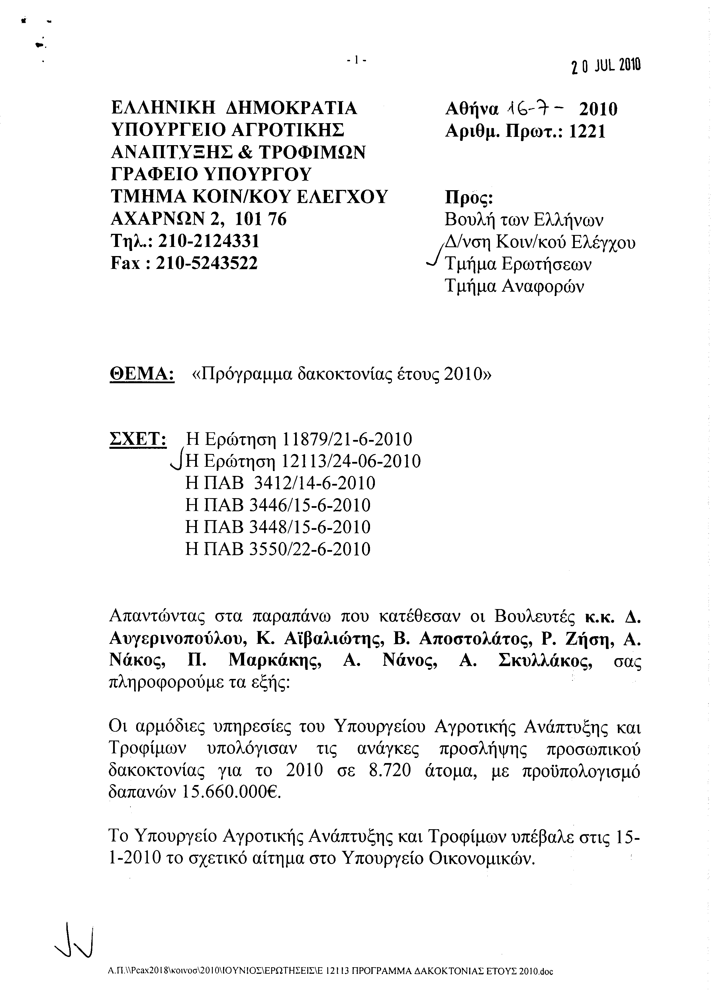 - 1 -
20 JUL 2010
ΕΛΛΗΝΙΚΗ ΔΗΜΟΚΡΑΤΙΑ
ΥΠΟΥΡΓΕΙΟ ΑΓΡΟΤΙΚΗΣ
ΑΝΑΠΤΥΞΗΣ & ΤΡΟΦΙΜΩΝ
ΓΡΑΦΕΙΟ ΥΠΟΥΡΓΟΥ
ΤΜΗΜΑ ΚΟΙΝ/ΚΟΥ ΕΛΕΓΧΟΥ
ΑΧΑΡΝΩΝ 2, 101 76
Τηλ.: 210-2124331
Fax : 210-5243522
Αθήνα 16-7- 2010
Αριθμ. Πρωτ.: 1221
Προς:
Βουλή των Ελλήνων
Δ/νση Κοιν/κού Ελέγχου
Τμήμα Ερωτήσεων
Τμήμα Αναφορών
ΘΕΜΑ: «Πρόγραμμα δακοκτονίας έτους 2010»
ΣΧΕΤ: Η Ερώτηση 11879/21-6-2010
Η Ερώτηση 12113/24-06-2010
Η ΠΑΒ 3412/14-6-2010
Η ΠΑΒ 3446/15-6-2010
Η ΠΑΒ 3448/15-6-2010
Η ΠΑΒ 3550/22-6-2010
Απαντώντας στα παραπάνω που κατέθεσαν οι Βουλευτές κ.κ. Δ.
Αυγερινοπούλου, Κ. Αϊβαλιώτης, Β. Αποστολάτος, Ρ. Ζήση, Α.
Νάκος, Π. Μαρκάκης, Α. Νάνος, Α. Σκυλλάκος, σας
πληροφορούμε τα εξής:
Οι αρμόδιες υπηρεσίες του Υπουργείου Αγροτικής Ανάπτυξης και
Τροφίμων υπολόγισαν τις ανάγκες προσλήψης προσωπικού
δακοκτονίας για το 2010 σε 8.720 άτομα, με προϋπολογισμό
δαπανών 15.660.000€.
Το Υπουργείο Αγροτικής Ανάπτυξης και Τροφίμων υπέβαλε στις 15-
1-2010 το σχετικό αίτημα στο Υπουργείο Οικονομικών.
Α.Π.\\Pcax2018\κοινοσ\2010\ΙΟΥΝΙΟΣ\ΕΡΩΤΗΣΕΙΣ\Ε 12113 ΠΡΟΓΡΑΜΜΑ ΔΑΚΟΚΤΟΝΙΑΣ ΕΤΟΥΣ 2010.doc